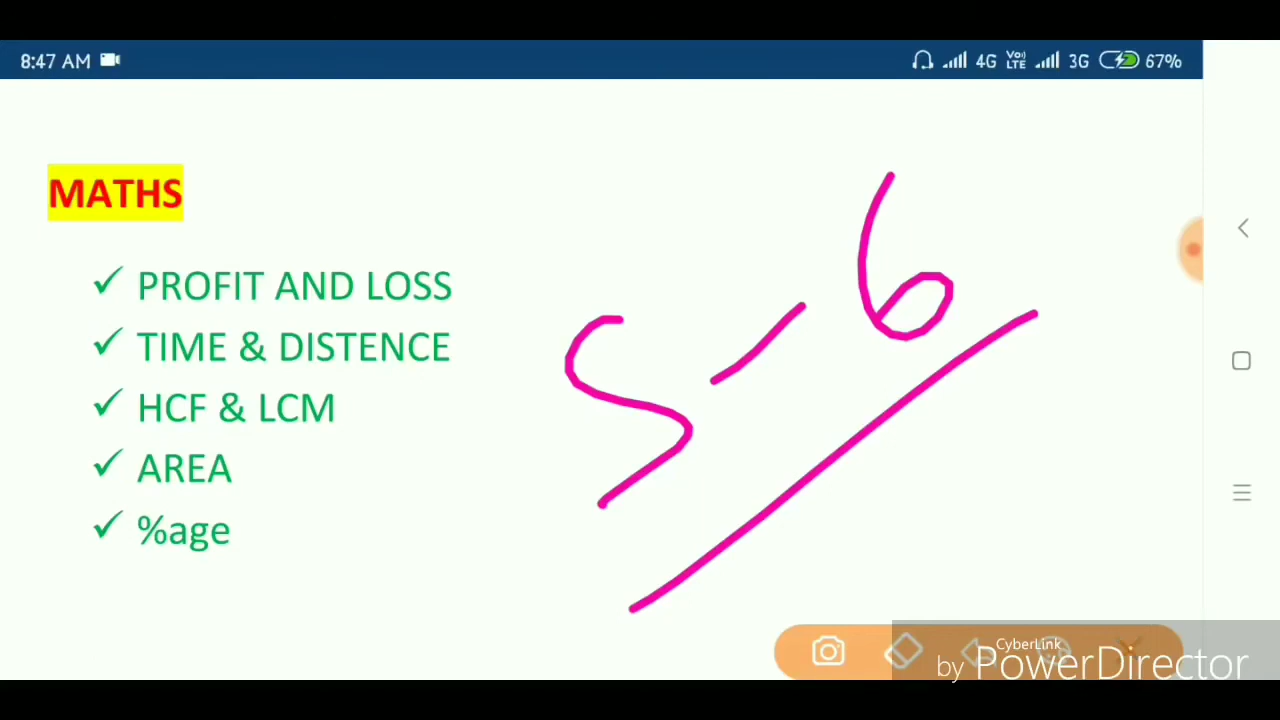 8:47 AM 4G VoLTE 3G 67%
MATHS
✓ PROFIT AND LOSS
✓ TIME & DISTENCE
✓ HCF & LCM
✓ AREA
✓ %age
5-6
CyberLink
by PowerDirector